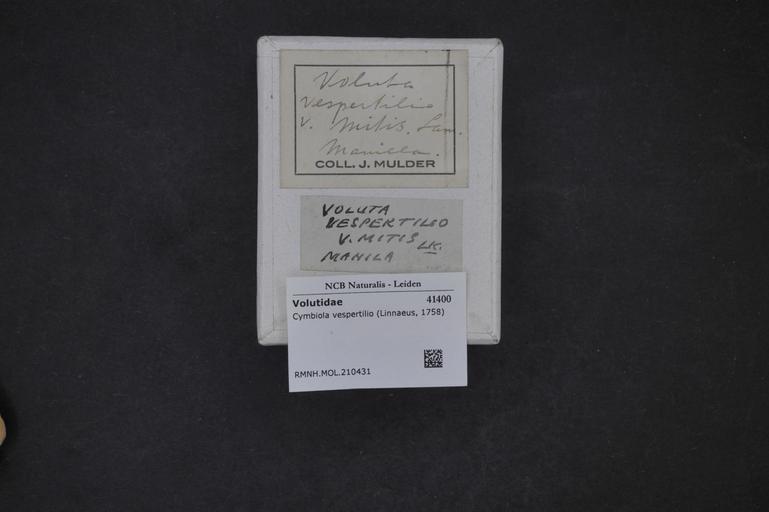 Voluta
vespertilio
v. mitis. Lam.
Manilla.
COLL. J. MULDER
VOLUTA
VESPERTILIO
V. MITIS LK.
MANILA
NCB Naturalis - Leiden
Volutidae 41400
Cymbiola vespertilio (Linnaeus, 1758)
RMNH.MOL.210431